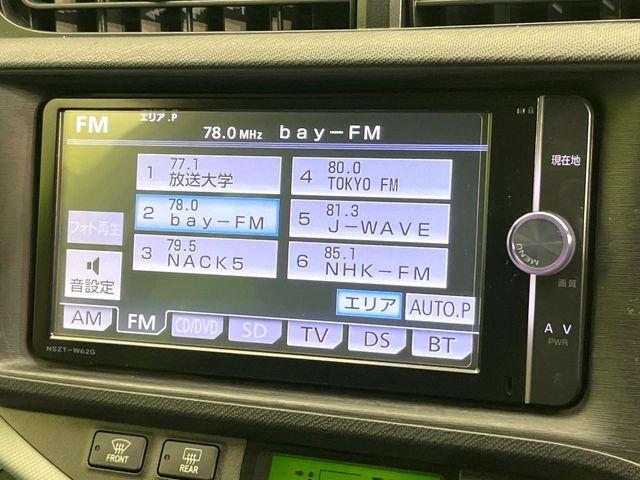 FM
エリア.P
78.0 MHz bay-FM
1 77.1 放送大学
4 80.0 TOKYO FM
2 78.0 bay-FM
5 81.3 J-WAVE
3 79.5 NACK5
6 85.1 NHK-FM
フォト再生
音設定
エリア AUTO.P
AM FM CD/DVD SD TV DS BT
NSZT-W62G
現在地
MENU
画質
∧ ∨
PWR
FRONT
REAR